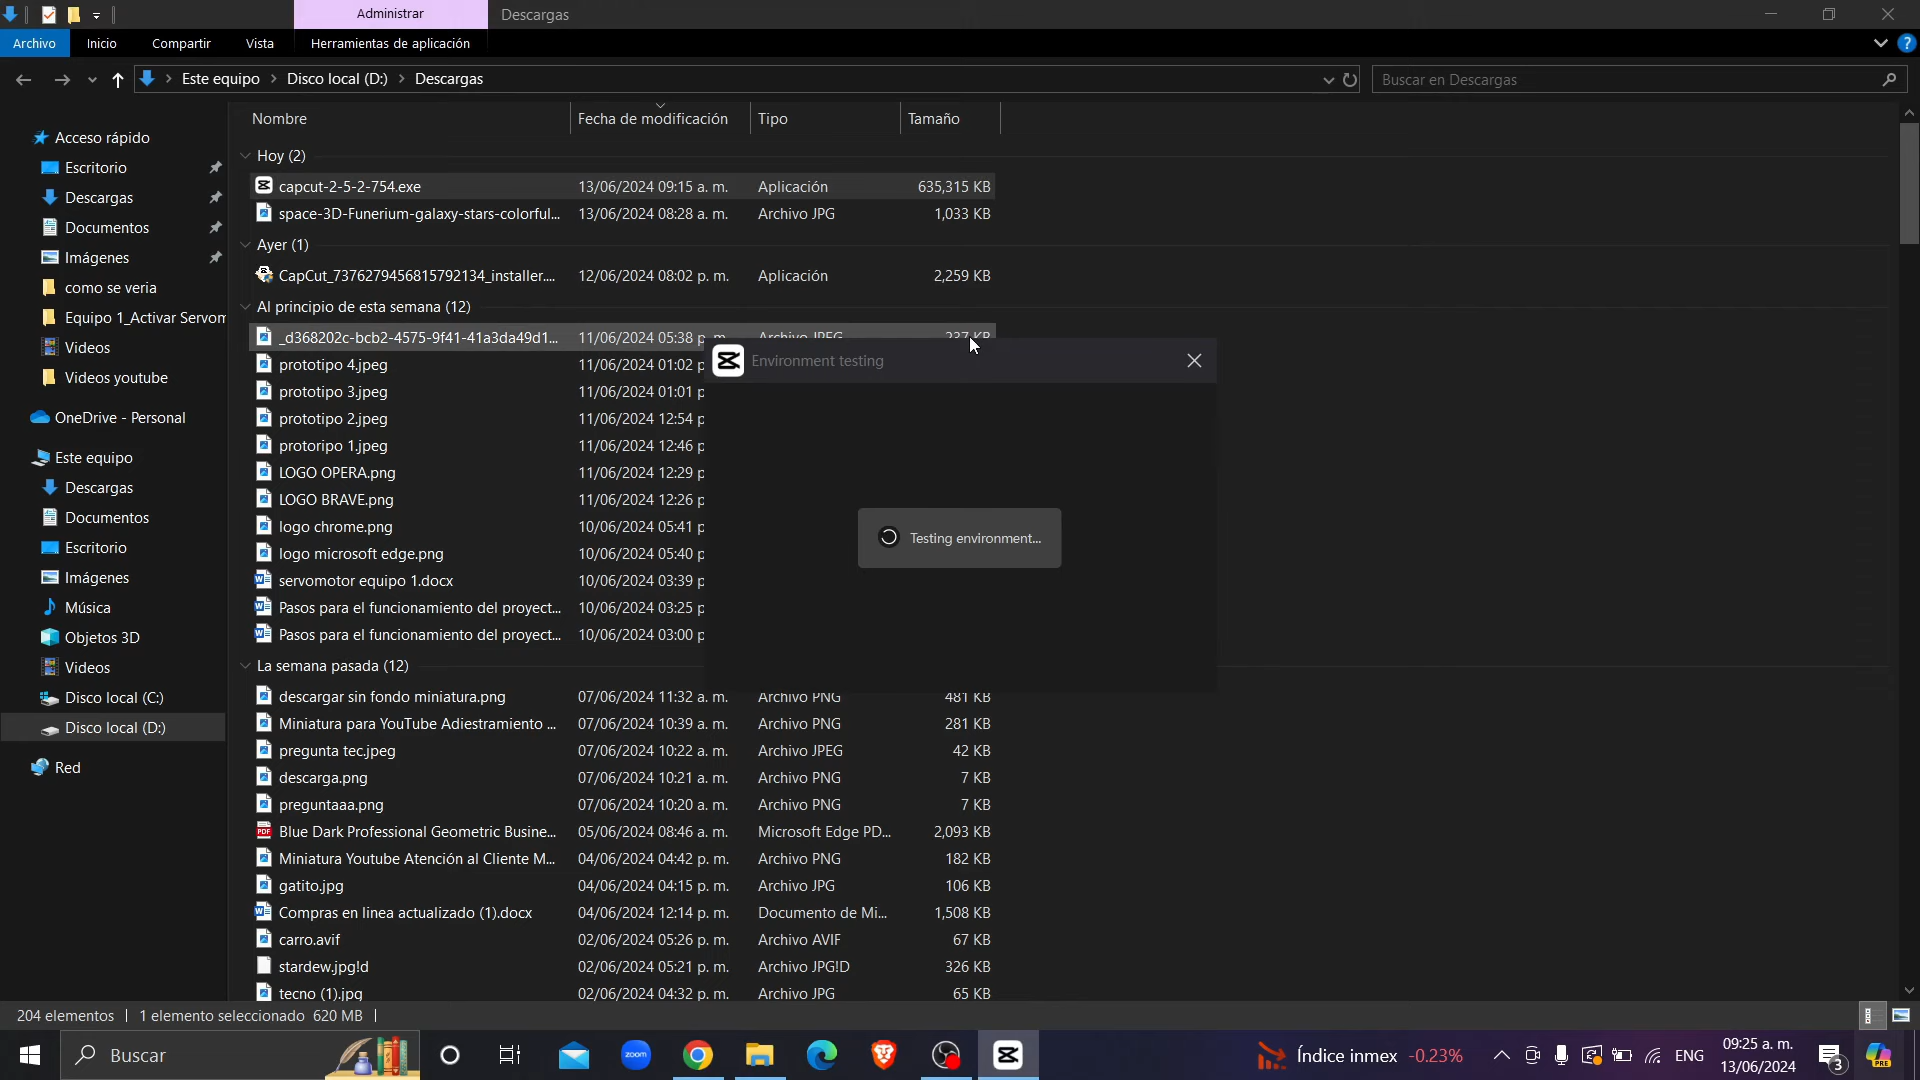 Administrar
Descargas
Archivo
Inicio
Compartir
Vista
Herramientas de aplicación
Este equipo
Disco local (D:)
Descargas
Buscar en Descargas
Nombre
Fecha de modificación
Tipo
Tamaño
Acceso rápido
Escritorio
Descargas
Documentos
Imágenes
como se veria
Equipo 1_Activar Servom
Videos
Videos youtube
OneDrive - Personal
Este equipo
Descargas
Documentos
Escritorio
Imágenes
Música
Objetos 3D
Videos
Disco local (C:)
Disco local (D:)
Red
Hoy (2)
capcut-2-5-2-754.exe 13/06/2024 09:15 a. m. Aplicación 635,315 KB
space-3D-Funerium-galaxy-stars-colorful... 13/06/2024 08:28 a. m. Archivo JPG 1,033 KB
Ayer (1)
CapCut_7376279456815792134_installer.... 12/06/2024 08:02 p. m. Aplicación 2,259 KB
Al principio de esta semana (12)
_d368202c-bcb2-4575-9f41-41a3da49d1... 11/06/2024 05:38 p. m. Archivo JPEG 237 KB
prototipo 4.jpeg 11/06/2024 01:02 p
prototipo 3.jpeg 11/06/2024 01:01 p
prototipo 2.jpeg 11/06/2024 12:54 p
protoripo 1.jpeg 11/06/2024 12:46 p
LOGO OPERA.png 11/06/2024 12:29 p
LOGO BRAVE.png 11/06/2024 12:26 p
logo chrome.png 10/06/2024 05:41 p
logo microsoft edge.png 10/06/2024 05:40 p
servomotor equipo 1.docx 10/06/2024 03:39 p
Pasos para el funcionamiento del proyect... 10/06/2024 03:25 p
Pasos para el funcionamiento del proyect... 10/06/2024 03:00 p
La semana pasada (12)
descargar sin fondo miniatura.png 07/06/2024 11:32 a. m. Archivo PNG 481 KB
Miniatura para YouTube Adiestramiento ... 07/06/2024 10:39 a. m. Archivo PNG 281 KB
pregunta tec.jpeg 07/06/2024 10:22 a. m. Archivo JPEG 42 KB
descarga.png 07/06/2024 10:21 a. m. Archivo PNG 7 KB
preguntaaa.png 07/06/2024 10:20 a. m. Archivo PNG 7 KB
Blue Dark Professional Geometric Busine... 05/06/2024 08:46 a. m. Microsoft Edge PD... 2,093 KB
Miniatura Youtube Atención al Cliente M... 04/06/2024 04:42 p. m. Archivo PNG 182 KB
gatito.jpg 04/06/2024 04:15 p. m. Archivo JPG 106 KB
Compras en linea actualizado (1).docx 04/06/2024 12:14 p. m. Documento de Mi... 1,508 KB
carro.avif 02/06/2024 05:26 p. m. Archivo AVIF 67 KB
stardew.jpg!d 02/06/2024 05:21 p. m. Archivo JPG!D 326 KB
tecno (1).jpg 02/06/2024 04:32 p. m. Archivo JPG 65 KB
Environment testing
Testing environment...
204 elementos
1 elemento seleccionado 620 MB
Buscar
zoom
Índice inmex -0.23%
ENG
09:25 a. m.
13/06/2024
3
PRE